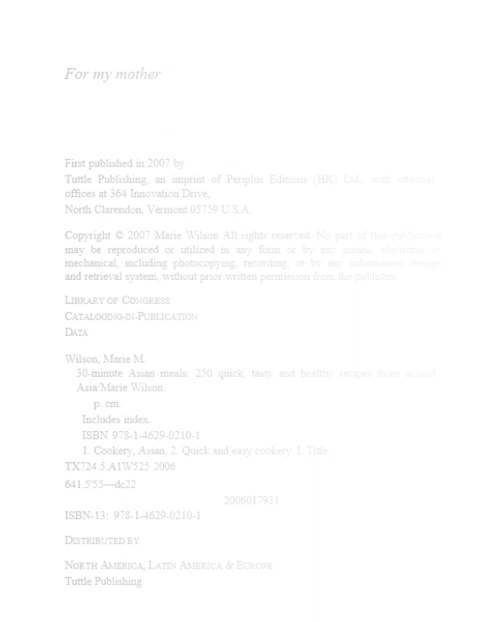 For my mother
First published in 2007 by
Tuttle Publishing, an imprint of Periplus Editions (HK) Ltd., with editorial
offices at 364 Innovation Drive,
North Clarendon, Vermont 05759 U.S.A.
Copyright © 2007 Marie Wilson All rights reserved. No part of this publication
may be reproduced or utilized in any form or by any means, electronic or
mechanical, including photocopying, recording, or by any information storage
and retrieval system, without prior written permission from the publisher.
LIBRARY OF CONGRESS
CATALOGING-IN-PUBLICATION
DATA
Wilson, Marie M.
30-minute Asian meals: 250 quick, tasty and healthy recipes from around
Asia/Marie Wilson.
p. cm.
Includes index.
ISBN 978-1-4629-0210-1
1. Cookery, Asian. 2. Quick and easy cookery. I. Title.
TX724.5.A1W525 2006
641.5'55—dc22
2006017931
ISBN-13: 978-1-4629-0210-1
DISTRIBUTED BY
NORTH AMERICA, LATIN AMERICA & EUROPE
Tuttle Publishing